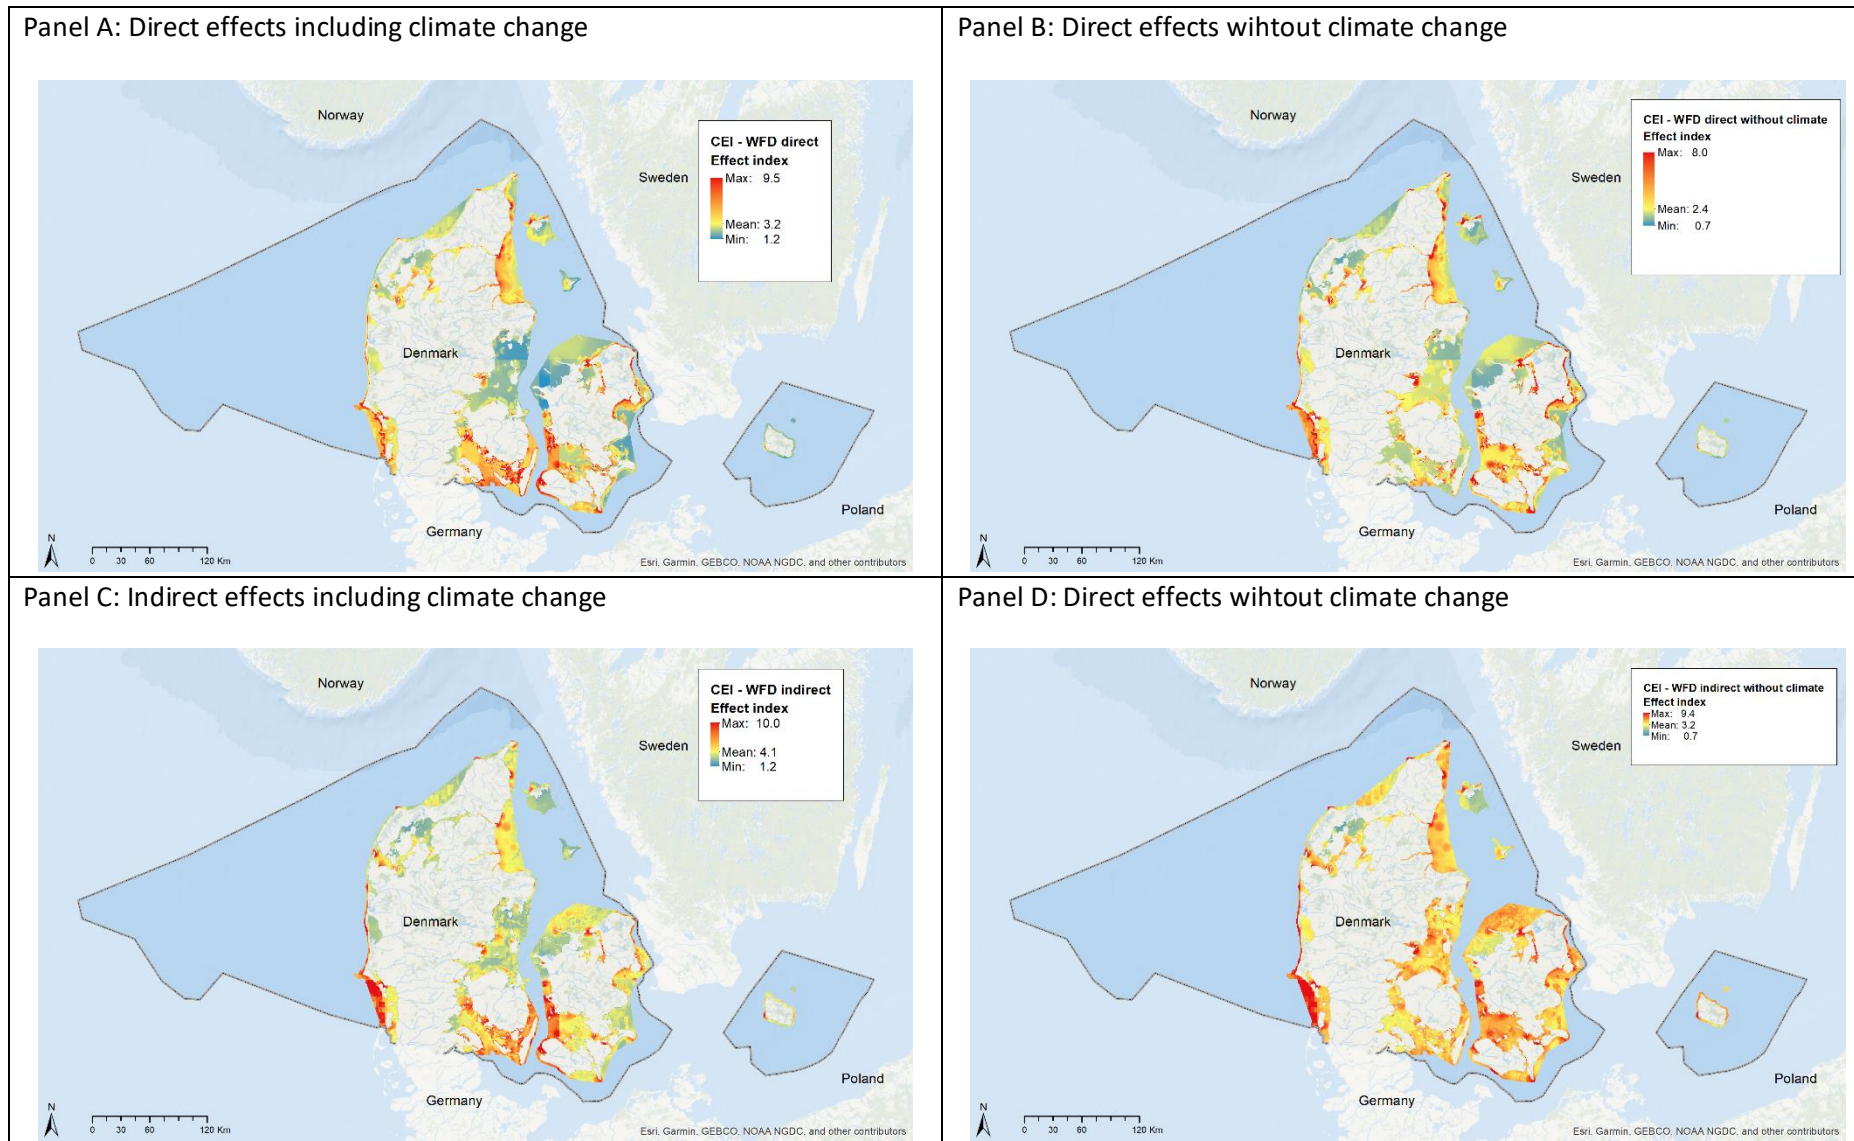 Panel A: Direct effects including climate change
Norway
Sweden
Denmark
Germany
Poland
CEI - WFD direct
Effect index
Max: 9.5
Mean: 3.2
Min: 1.2
N
0 30 60 120 Km
Esri, Garmin, GEBCO, NOAA NGDC, and other contributors
Panel B: Direct effects wihtout climate change
Norway
Sweden
Denmark
Germany
Poland
CEI - WFD direct without climate
Effect index
Max: 8.0
Mean: 2.4
Min: 0.7
N
0 30 60 120 Km
Esri, Garmin, GEBCO, NOAA NGDC, and other contributors
Panel C: Indirect effects including climate change
Norway
Sweden
Denmark
Germany
Poland
CEI - WFD indirect
Effect index
Max: 10.0
Mean: 4.1
Min: 1.2
N
0 30 60 120 Km
Esri, Garmin, GEBCO, NOAA NGDC, and other contributors
Panel D: Direct effects wihtout climate change
Norway
Sweden
Denmark
Germany
Poland
CEI - WFD indirect without climate
Effect index
Max: 9.4
Mean: 3.2
Min: 0.7
N
0 30 60 120 Km
Esri, Garmin, GEBCO, NOAA NGDC, and other contributors